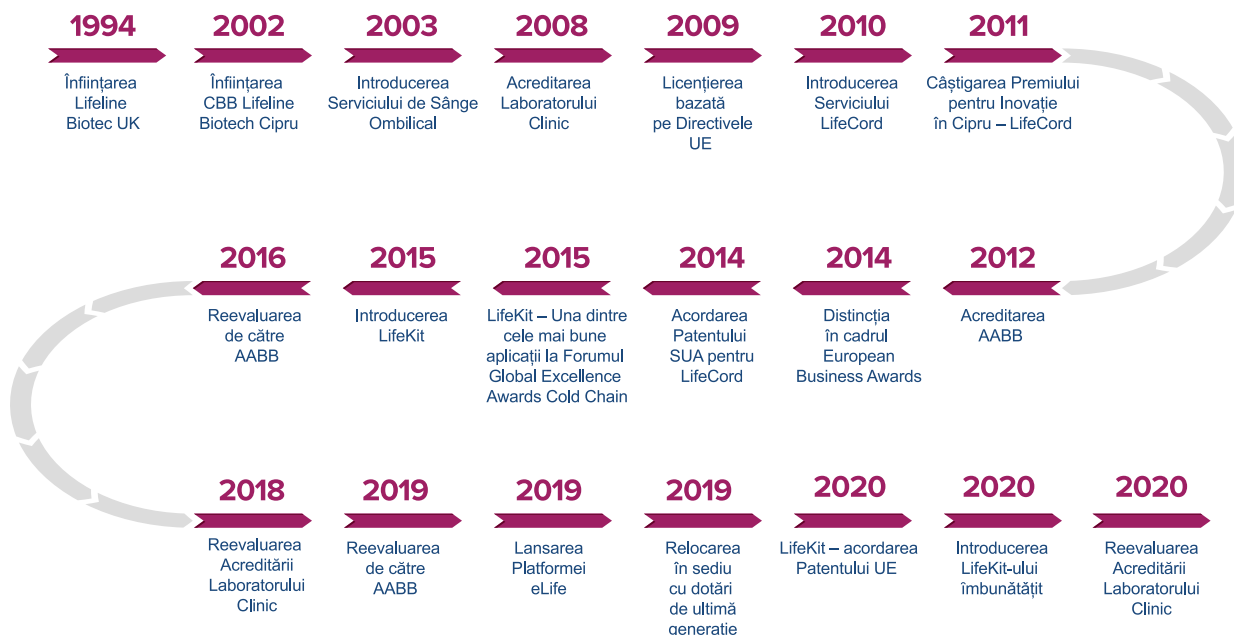 1994
Înființarea
Lifeline
Biotec UK
2002
Înființarea
CBB Lifeline
Biotech Cipru
2003
Introducerea
Serviciului de Sânge
Ombilical
2008
Acreditarea
Laboratorului
Clinic
2009
Licențierea
bazată
pe Directivele
UE
2010
Introducerea
Serviciului
LifeCord
2011
Câștigarea Premiului
pentru Inovație
în Cipru – LifeCord
2012
Acreditarea
AABB
2014
Distincția
în cadrul
European
Business Awards
2014
Acordarea
Patentului
SUA pentru
LifeCord
2015
LifeKit – Una dintre
cele mai bune
aplicații la Forumul
Global Excellence
Awards Cold Chain
2015
Introducerea
LifeKit
2016
Reevaluarea
de către
AABB
2018
Reevaluarea
Acreditării
Laboratorului
Clinic
2019
Reevaluarea
de către
AABB
2019
Lansarea
Platformei
eLife
2019
Relocarea
în sediu
cu dotări
de ultimă
generație
2020
LifeKit – acordarea
Patentului UE
2020
Introducerea
LifeKit-ului
îmbunătățit
2020
Reevaluarea
Acreditării
Laboratorului
Clinic